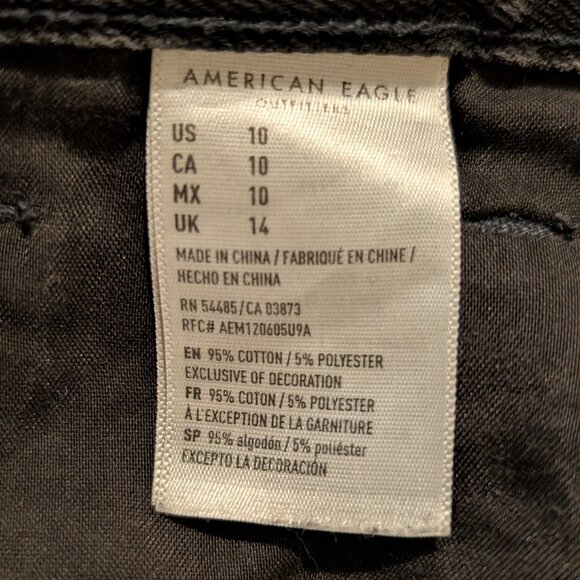 AMERICAN EAGLE
OUTFITTERS
US 10
CA 10
MX 10
UK 14
MADE IN CHINA / FABRIQUÉ EN CHINE /
HECHO EN CHINA
RN 54485 / CA 03873
RFC# AEM120605U9A
EN 95% COTTON / 5% POLYESTER
EXCLUSIVE OF DECORATION
FR 95% COTON / 5% POLYESTER
À L'EXCEPTION DE LA GARNITURE
SP 95% algodón / 5% poliéster
EXCEPTO LA DECORACIÓN